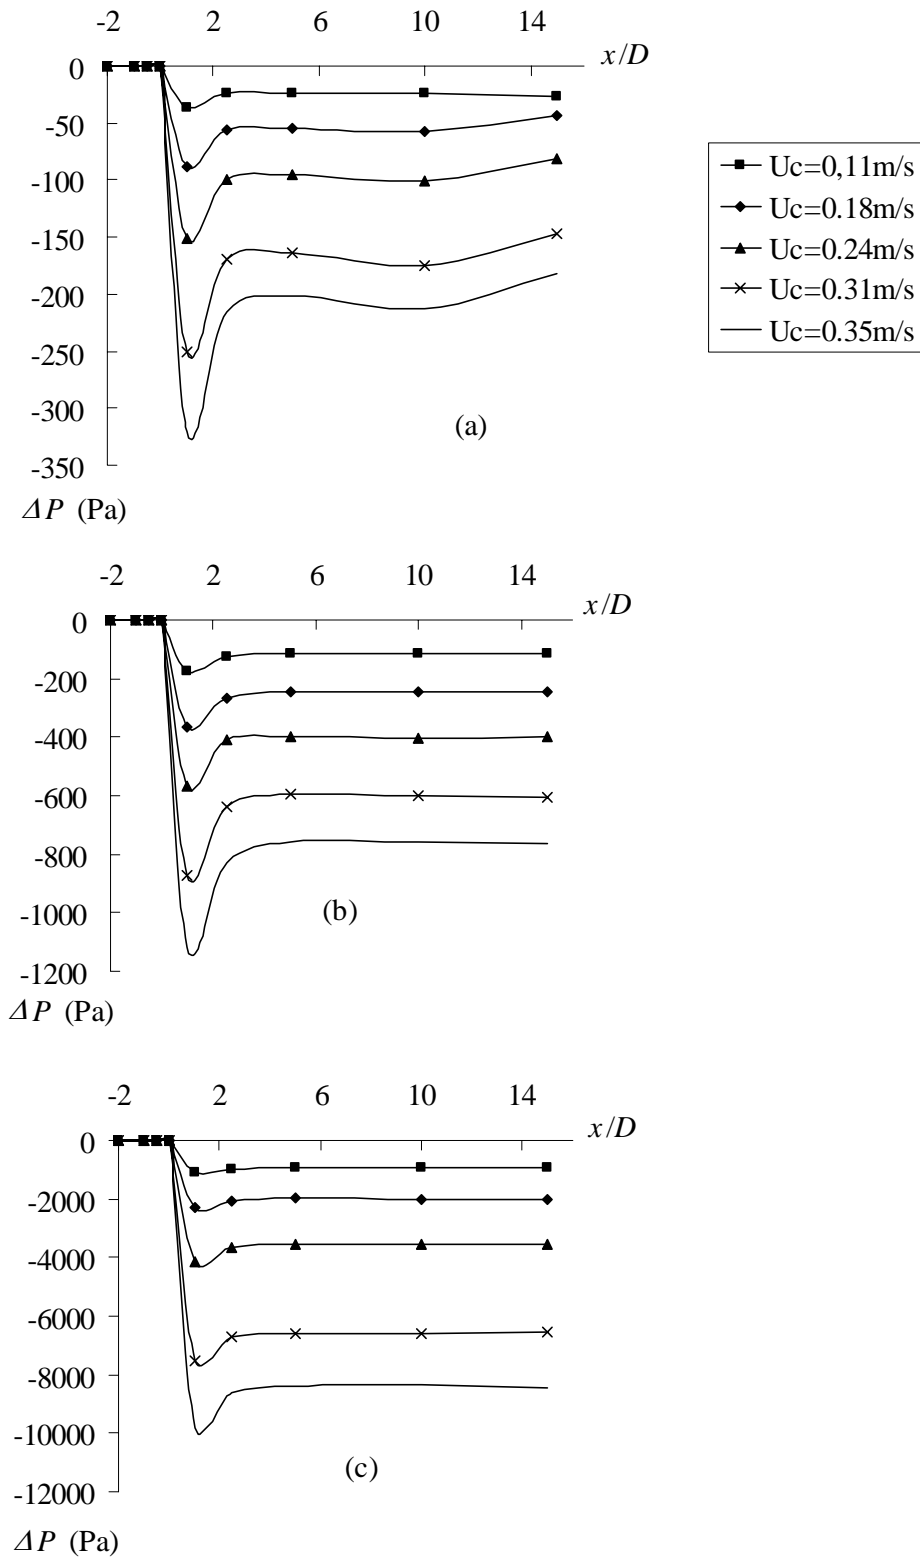 -2 2 6 10 14
x/D
0
-50
-100
-150
-200
-250
-300
-350
ΔP (Pa)
(a)
Uc=0,11m/s
Uc=0.18m/s
Uc=0.24m/s
Uc=0.31m/s
Uc=0.35m/s
-2 2 6 10 14
x/D
0
-200
-400
-600
-800
-1000
-1200
ΔP (Pa)
(b)
-2 2 6 10 14
x/D
0
-2000
-4000
-6000
-8000
-10000
-12000
ΔP (Pa)
(c)